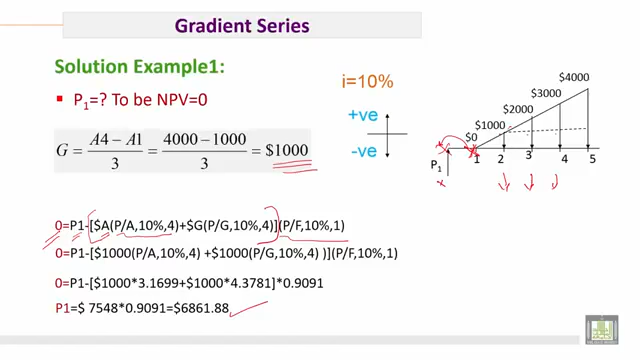 Gradient Series
Solution Example1:
▪ P₁=? To be NPV=0
G = A4 − A1 / 3 = 4000 − 1000 / 3 = $1000
i=10%
+ve
-ve
$4000
$3000
$2000
$1000
$0
P₁
1 2 3 4 5
0=P1-[$A(P/A,10%,4)+$G(P/G,10%,4)](P/F,10%,1)
0=P1-[$1000(P/A,10%,4) +$1000(P/G,10%,4) )](P/F,10%,1)
0=P1-[$1000*3.1699+$1000*4.3781]*0.9091
P1=$ 7548*0.9091=$6861.88